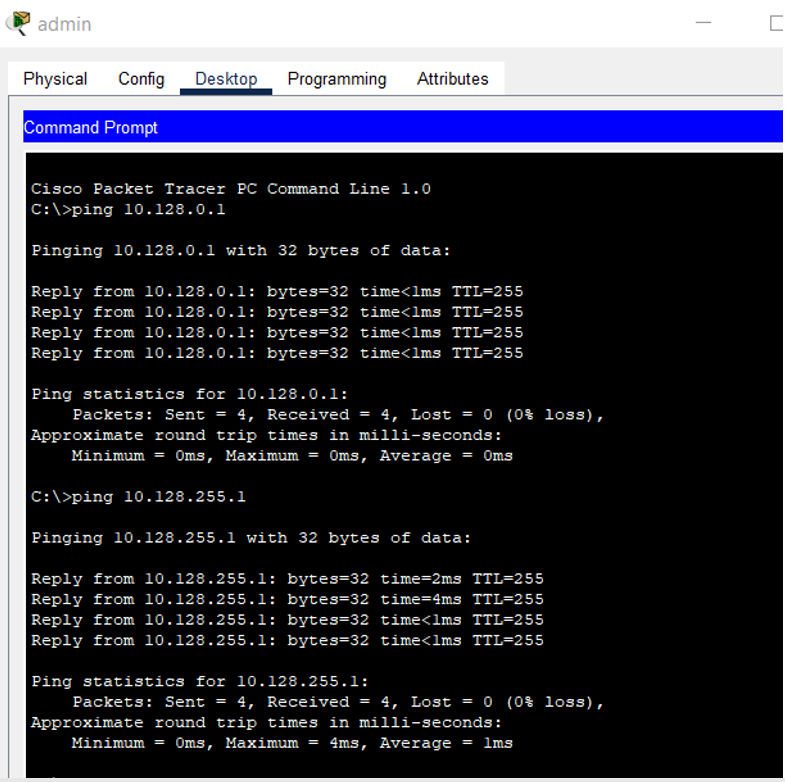 admin
Physical Config Desktop Programming Attributes
Command Prompt
Cisco Packet Tracer PC Command Line 1.0
C:\>ping 10.128.0.1
Pinging 10.128.0.1 with 32 bytes of data:
Reply from 10.128.0.1: bytes=32 time<1ms TTL=255
Reply from 10.128.0.1: bytes=32 time<1ms TTL=255
Reply from 10.128.0.1: bytes=32 time<1ms TTL=255
Reply from 10.128.0.1: bytes=32 time<1ms TTL=255
Ping statistics for 10.128.0.1:
    Packets: Sent = 4, Received = 4, Lost = 0 (0% loss),
Approximate round trip times in milli-seconds:
    Minimum = 0ms, Maximum = 0ms, Average = 0ms
C:\>ping 10.128.255.1
Pinging 10.128.255.1 with 32 bytes of data:
Reply from 10.128.255.1: bytes=32 time=2ms TTL=255
Reply from 10.128.255.1: bytes=32 time=4ms TTL=255
Reply from 10.128.255.1: bytes=32 time<1ms TTL=255
Reply from 10.128.255.1: bytes=32 time<1ms TTL=255
Ping statistics for 10.128.255.1:
    Packets: Sent = 4, Received = 4, Lost = 0 (0% loss),
Approximate round trip times in milli-seconds:
    Minimum = 0ms, Maximum = 4ms, Average = 1ms